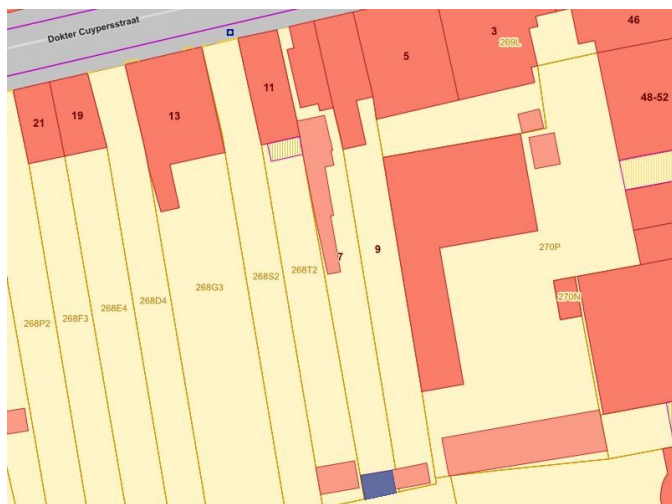 Dokter Cuypersstraat
46
3
269L
5
48-52
11
13
19
21
7
9
270P
268T2
268S2
268G3
270N
268D4
268E4
268F3
268P2